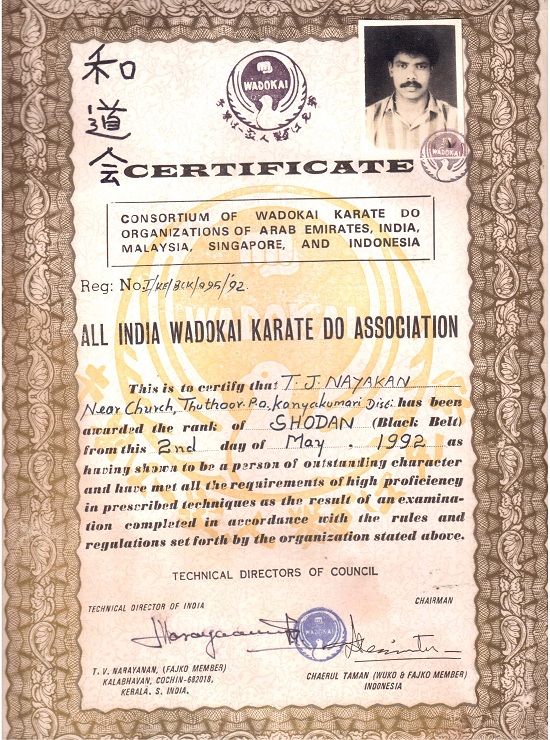 和道会
WADOKAI
WADOKAI
CERTIFICATE
CONSORTIUM OF WADOKAI KARATE DO
ORGANIZATIONS OF ARAB EMIRATES, INDIA,
MALAYSIA, SINGAPORE, AND INDONESIA
Reg: No. I/KE/BLK/995/'92.
ALL INDIA WADOKAI KARATE DO ASSOCIATION
This is to certify that T. J. NAYAKAN
Near Church, Thuthoor P.o, Kanyakumari Dist: has been
awarded the rank of SHODAN (Black Belt)
from this 2nd day of May, 1992 as
having shown to be a person of outstanding character
and have met all the requirements of high proficiency
in prescribed techniques as the result of an examina-
tion completed in accordance with the rules and
regulations set forth by the organization stated above.
TECHNICAL DIRECTORS OF COUNCIL
TECHNICAL DIRECTOR OF INDIA
CHAIRMAN
WADOKAI
T. V. NARAYANAN, (FAJKO MEMBER)
KALABHAVAN, COCHIN-682018,
KERALA. S. INDIA.
CHAERUL TAMAN (WUKO & FAJKO MEMBER)
INDONESIA